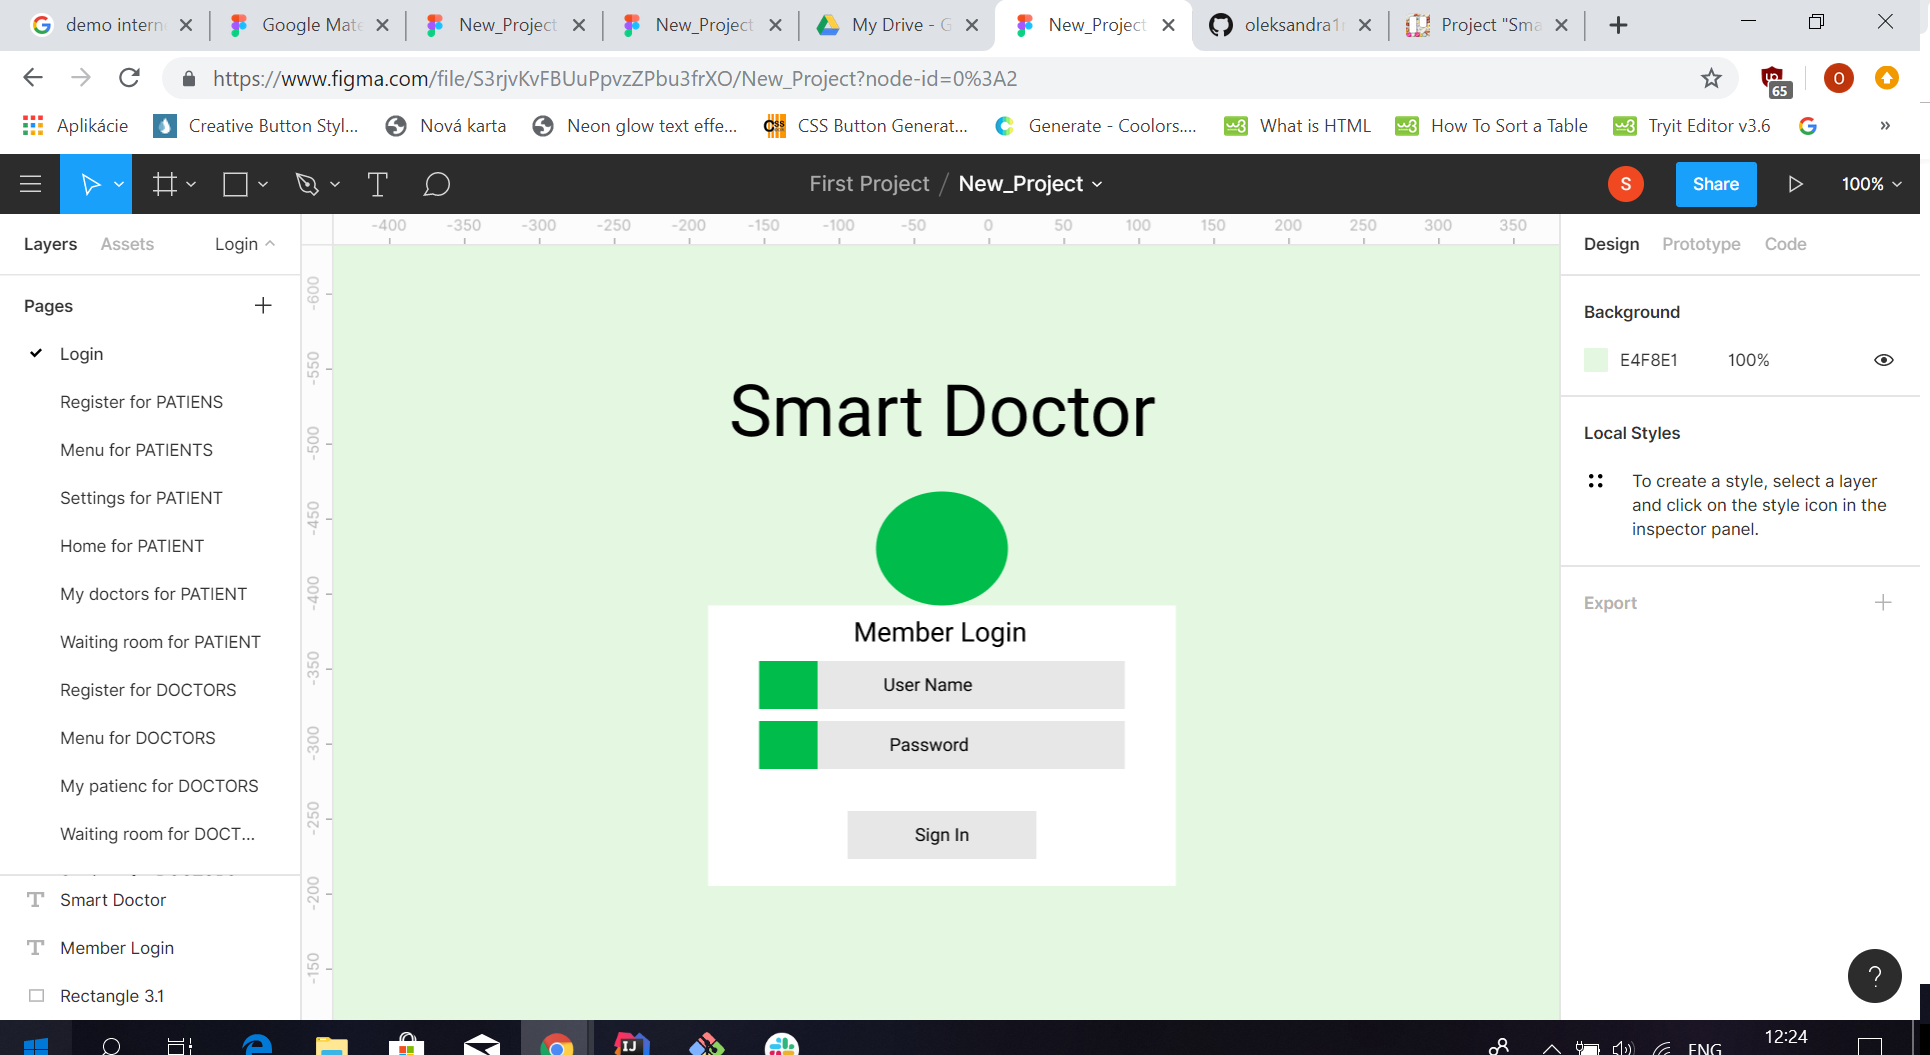 demo intern
Google Mate
New_Project
New_Project
My Drive - G
New_Project
oleksandra1r
Project "Sma
https://www.figma.com/file/S3rjvKvFBUuPpvzZPbu3frXO/New_Project?node-id=0%3A2
65
O
Aplikácie
Creative Button Styl...
Nová karta
Neon glow text effe...
CSS Button Generat...
Generate - Coolors....
What is HTML
How To Sort a Table
Tryit Editor v3.6
»
First Project / New_Project
S
Share
100%
Layers
Assets
Login
-400 -350 -300 -250 -200 -150 -100 -50 0 50 100 150 200 250 300 350
Design
Prototype
Code
Pages
Login
Register for PATIENS
Menu for PATIENTS
Settings for PATIENT
Home for PATIENT
My doctors for PATIENT
Waiting room for PATIENT
Register for DOCTORS
Menu for DOCTORS
My patienc for DOCTORS
Waiting room for DOCT...
Smart Doctor
Member Login
Rectangle 3.1
-600
-550
-500
-450
-400
-350
-300
-250
-200
-150
Smart Doctor
Member Login
User Name
Password
Sign In
Background
E4F8E1 100%
Local Styles
To create a style, select a layer
and click on the style icon in the
inspector panel.
Export
?
IJ
ENG
12:24